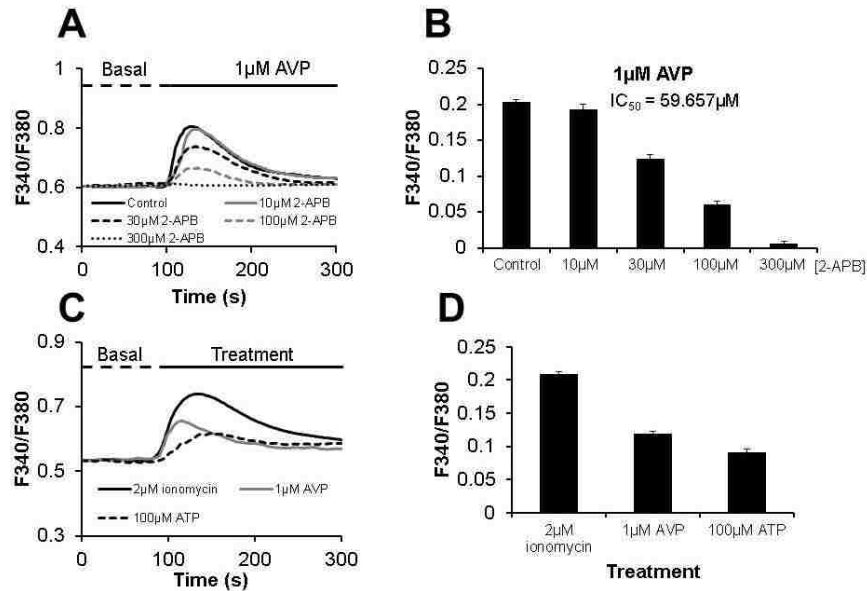 A
Basal 1µM AVP
1
0.8
0.6
0.4
F340/F380
Control 10µM 2-APB
30µM 2-APB 100µM 2-APB
300µM 2-APB
0 100 200 300
Time (s)
B
1µM AVP
IC50 = 59.657µM
0.25
0.2
0.15
0.1
0.05
0
F340/F380
Control 10µM 30µM 100µM 300µM [2-APB]
C
Basal Treatment
0.9
0.7
0.5
0.3
F340/F380
2µM ionomycin 1µM AVP
100µM ATP
0 100 200 300
Time (s)
D
0.25
0.2
0.15
0.1
0.05
0
F340/F380
2µM 1µM AVP 100µM ATP
ionomycin
Treatment